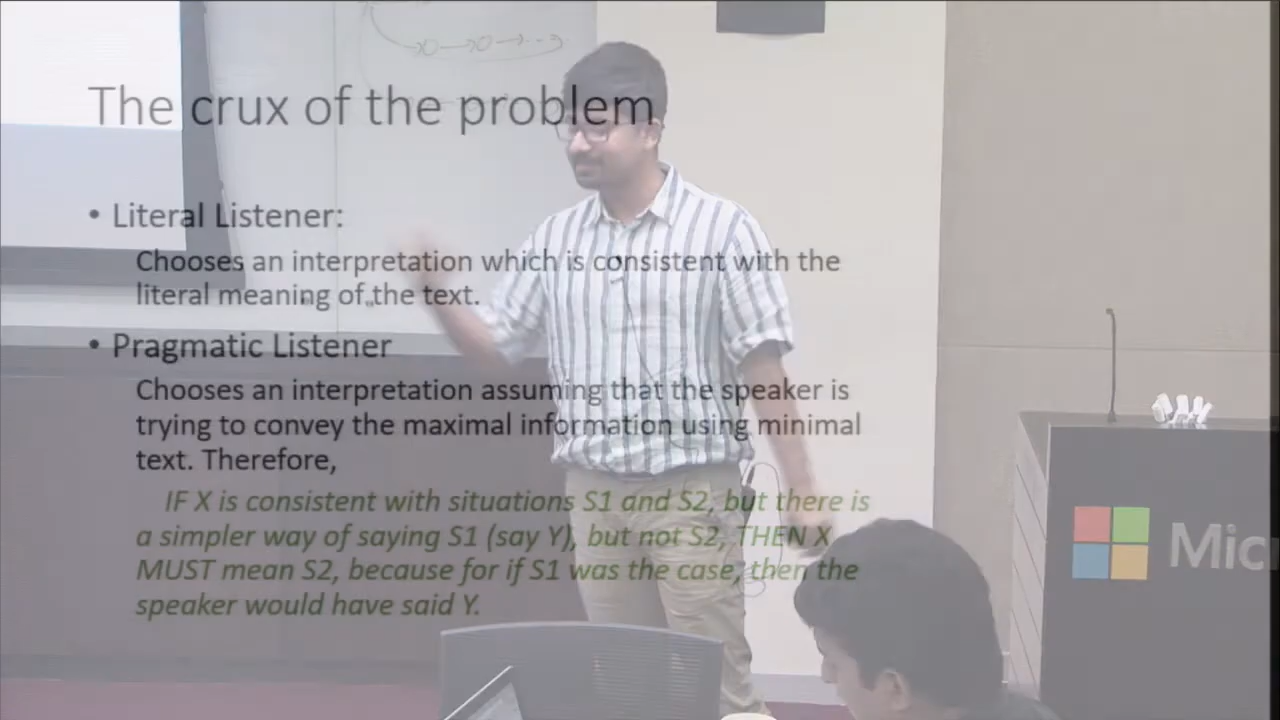 The crux of the problem
• Literal Listener:
Chooses an interpretation which is consistent with the
literal meaning of the text.
• Pragmatic Listener
Chooses an interpretation assuming that the speaker is
trying to convey the maximal information using minimal
text. Therefore,
IF X is consistent with situations S1 and S2, but there is
a simpler way of saying S1 (say Y), but not S2, THEN X
MUST mean S2, because for if S1 was the case, then the
speaker would have said Y.
Mic